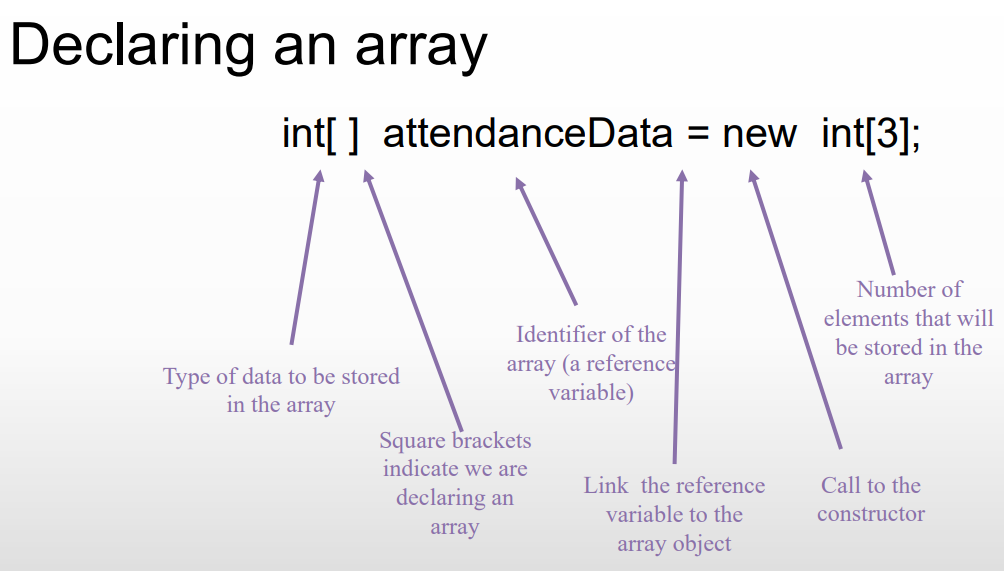 Declaring an array
int[ ] attendanceData = new int[3];
Type of data to be stored
in the array
Square brackets
indicate we are
declaring an
array
Identifier of the
array (a reference
variable)
Link the reference
variable to the
array object
Call to the
constructor
Number of
elements that will
be stored in the
array